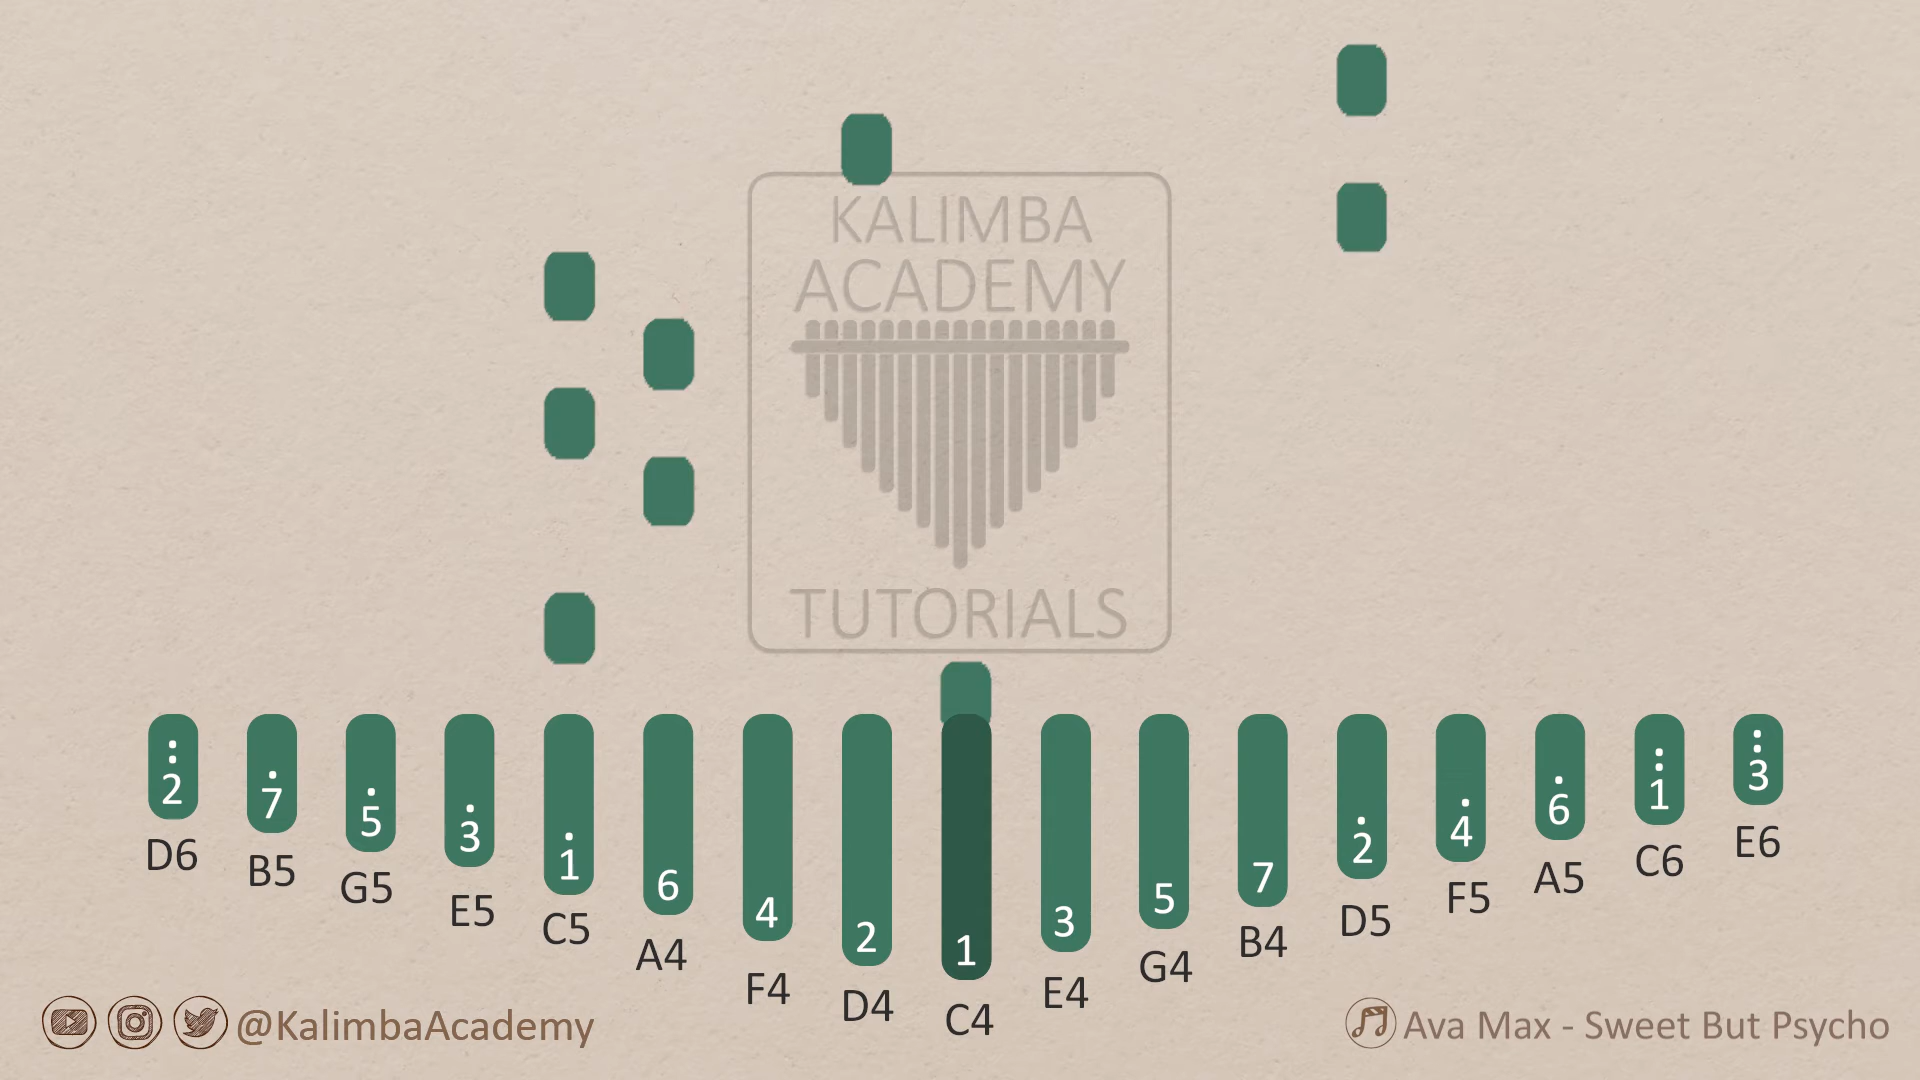 KALIMBA
ACADEMY
TUTORIALS
2 7 5 3 1 6 4 2 1 3 5 7 2 4 6 1 3
D6 B5 G5 E5 C5 A4 F4 D4 C4 E4 G4 B4 D5 F5 A5 C6 E6
@KalimbaAcademy
Ava Max - Sweet But Psycho